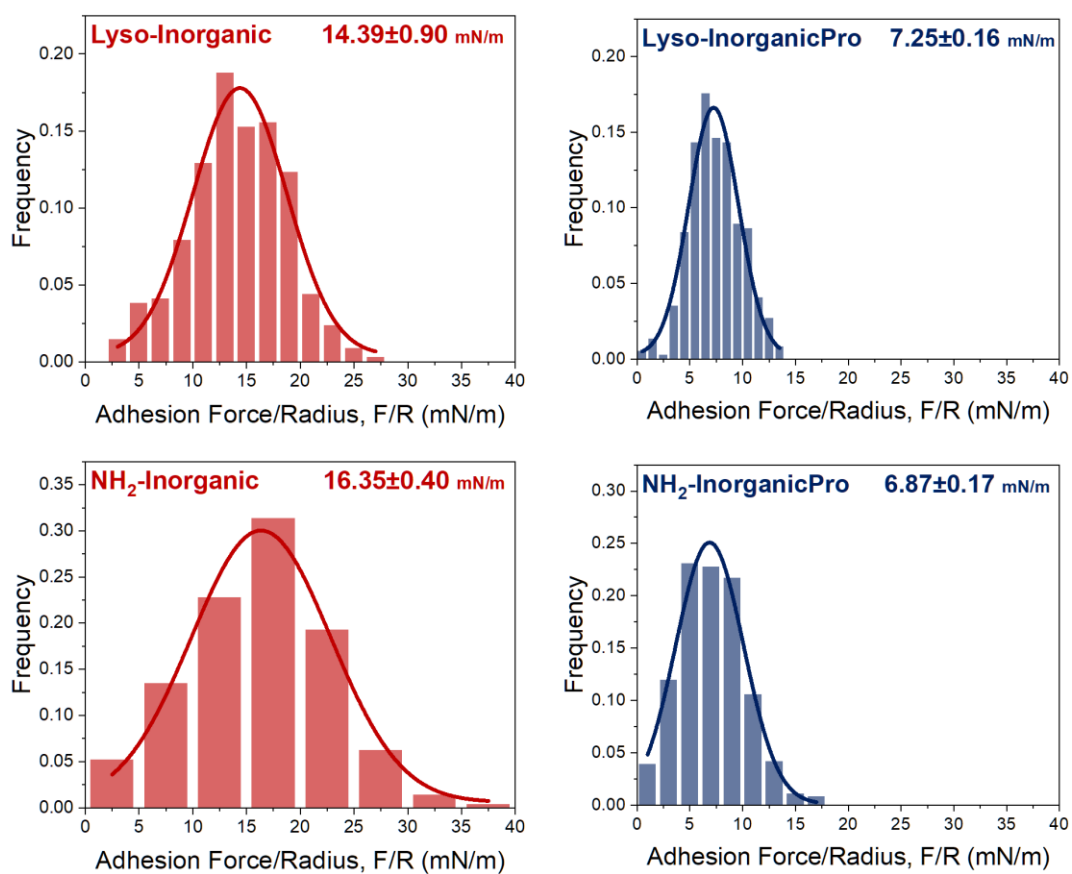 Lyso-Inorganic 14.39±0.90 mN/m
0.20
0.15
0.10
0.05
0.00
Frequency
0 5 10 15 20 25 30 35 40
Adhesion Force/Radius, F/R (mN/m)
Lyso-InorganicPro 7.25±0.16 mN/m
0.20
0.15
0.10
0.05
0.00
Frequency
0 5 10 15 20 25 30 35 40
Adhesion Force/Radius, F/R (mN/m)
NH₂-Inorganic 16.35±0.40 mN/m
0.35
0.30
0.25
0.20
0.15
0.10
0.05
0.00
Frequency
0 5 10 15 20 25 30 35 40
Adhesion Force/Radius, F/R (mN/m)
NH₂-InorganicPro 6.87±0.17 mN/m
0.30
0.25
0.20
0.15
0.10
0.05
0.00
Frequency
0 5 10 15 20 25 30 35 40
Adhesion Force/Radius, F/R (mN/m)